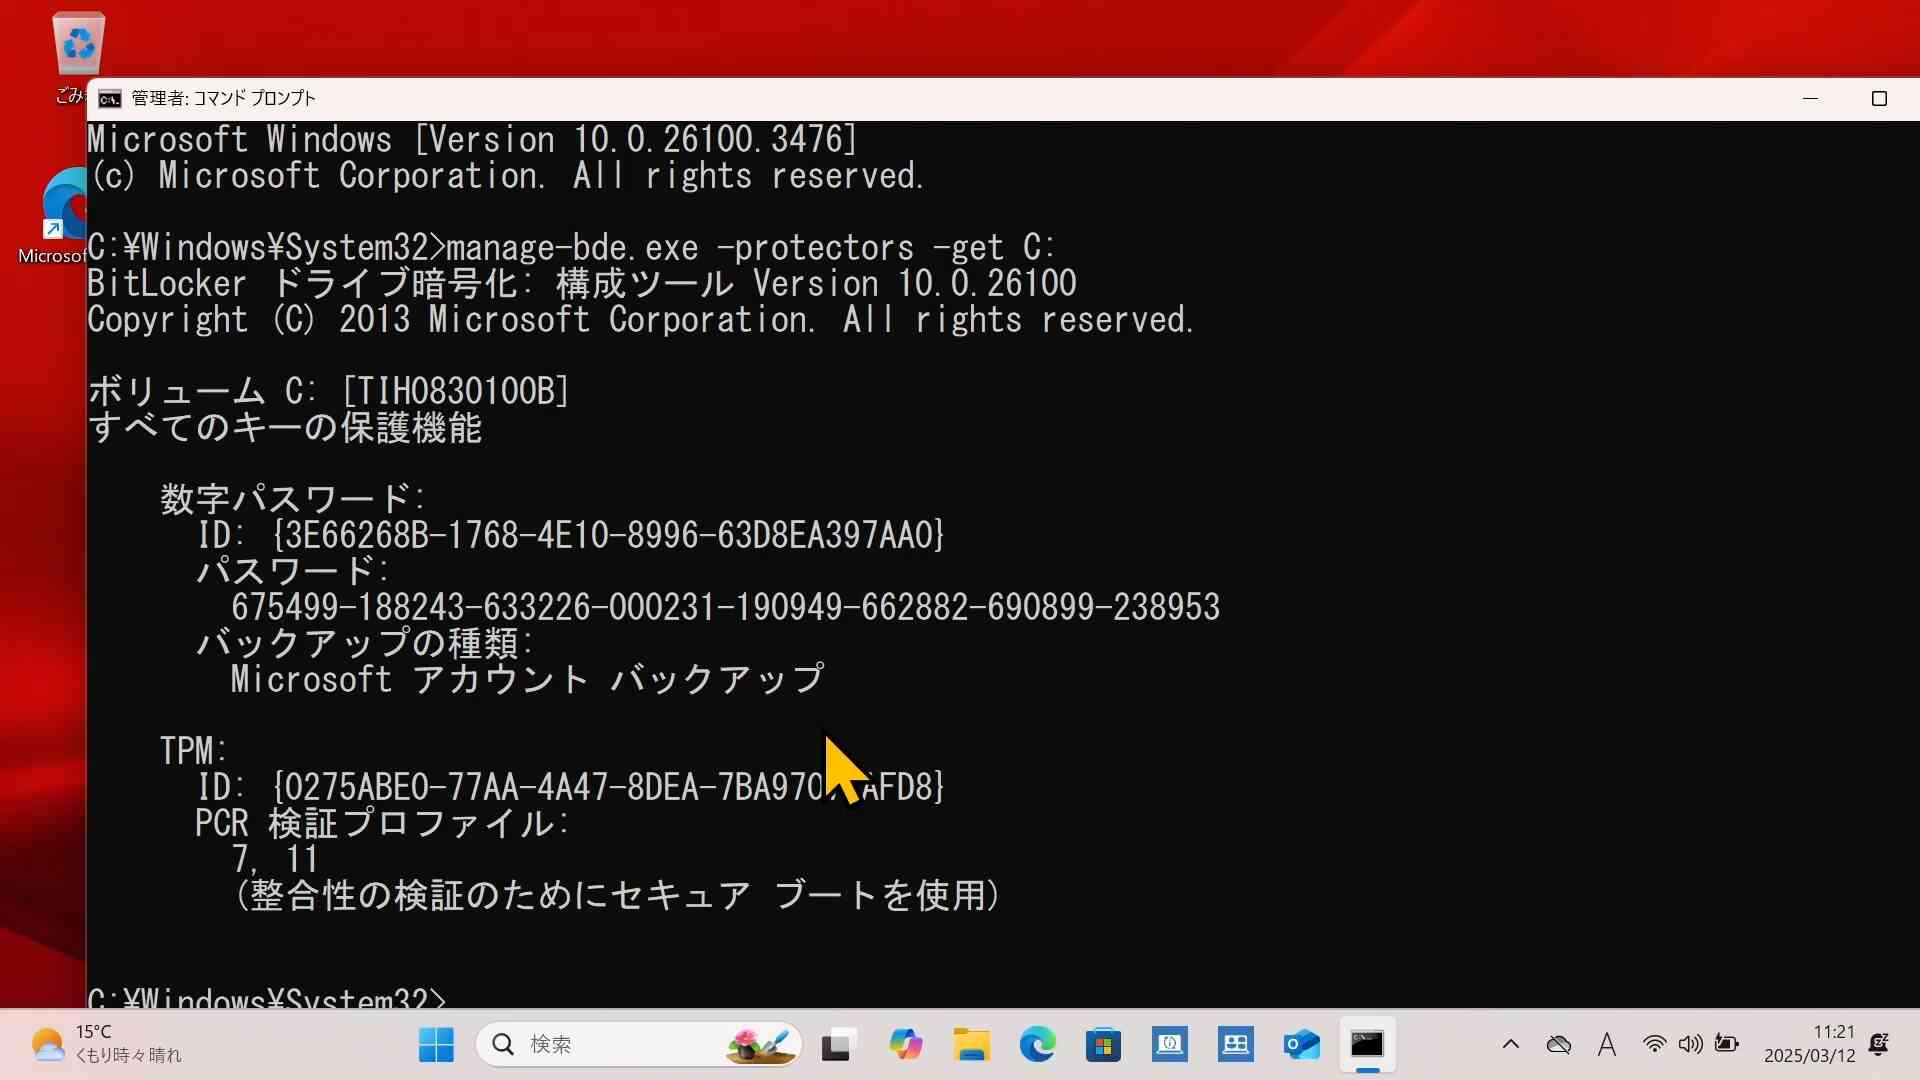 ごみ
管理者: コマンド プロンプト
Microsoft Windows [Version 10.0.26100.3476]
(c) Microsoft Corporation. All rights reserved.
Microsof
C:¥Windows¥System32>manage-bde.exe -protectors -get C:
BitLocker ドライブ暗号化: 構成ツール Version 10.0.26100
Copyright (C) 2013 Microsoft Corporation. All rights reserved.
ボリューム C: [TIH0830100B]
すべてのキーの保護機能
数字パスワード:
ID: {3E66268B-1768-4E10-8996-63D8EA397AA0}
パスワード:
675499-188243-633226-000231-190949-662882-690899-238953
バックアップの種類:
Microsoft アカウント バックアップ
TPM:
ID: {0275ABE0-77AA-4A47-8DEA-
PCR 検証プロファイル:
7, 11
(整合性の検証のためにセキュア ブートを使用)
C:¥Windows¥System32>
15°C
くもり時々晴れ
検索
A
11:21
2025/03/12